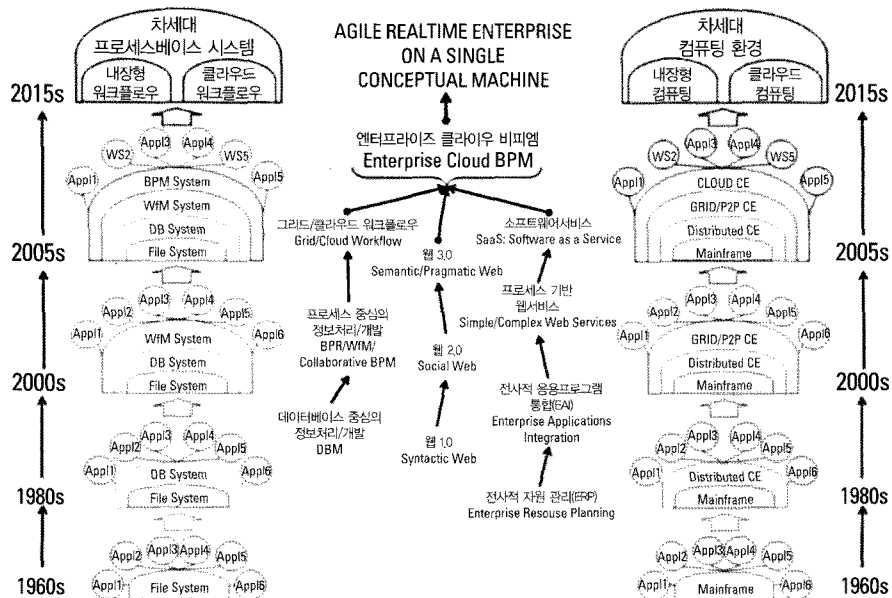 차세대
프로세스베이스 시스템
내장형
워크플로우
클라우드
워크플로우
2015s
Appl1
WS2
Appl3
Appl4
WS5
Appl5
BPM System
WfM System
DB System
File System
2005s
Appl1
Appl2
Appl3
Appl4
Appl5
Appl6
WfM System
DB System
File System
2000s
Appl1
Appl2
Appl3
Appl4
Appl5
Appl6
DB System
File System
1980s
Appl1
Appl2
Appl3
Appl4
Appl5
Appl6
File System
1960s
AGILE REALTIME ENTERPRISE
ON A SINGLE
CONCEPTUAL MACHINE
엔터프라이즈 클라이우 비피엠
Enterprise Cloud BPM
그리드/클라우드 워크플로우
Grid/Cloud Workflow
프로세스 중심의
정보처리/개발
BPR/WfM/
Collaborative BPM
데이터베이스 중심의
정보처리/개발
DBM
웹 3.0
Semantic/Pragmatic Web
웹 2.0
Social Web
웹 1.0
Syntactic Web
소프트웨어서비스
SaaS: Software as a Service
프로세스 기반
웹서비스
Simple/Complex Web Services
전사적 응용프로그램
통합(EAI)
Enterprise Applications
Integration
전사적 자원 관리(ERP)
Enterprise Resouse Planning
차세대
컴퓨팅 환경
내장형
컴퓨팅
클라우드
컴퓨팅
2015s
Appl1
WS2
Appl3
Appl4
WS5
Appl5
CLOUD CE
GRID/P2P CE
Distributed CE
Mainframe
2005s
Appl1
Appl2
Appl3
Appl4
Appl5
Appl6
GRID/P2P CE
Distributed CE
Mainframe
2000s
Appl1
Appl2
Appl3
Appl4
Appl5
Appl6
Distributed CE
Mainframe
1980s
Appl1
Appl2
Appl3
Appl4
Appl5
Appl6
Mainframe
1960s